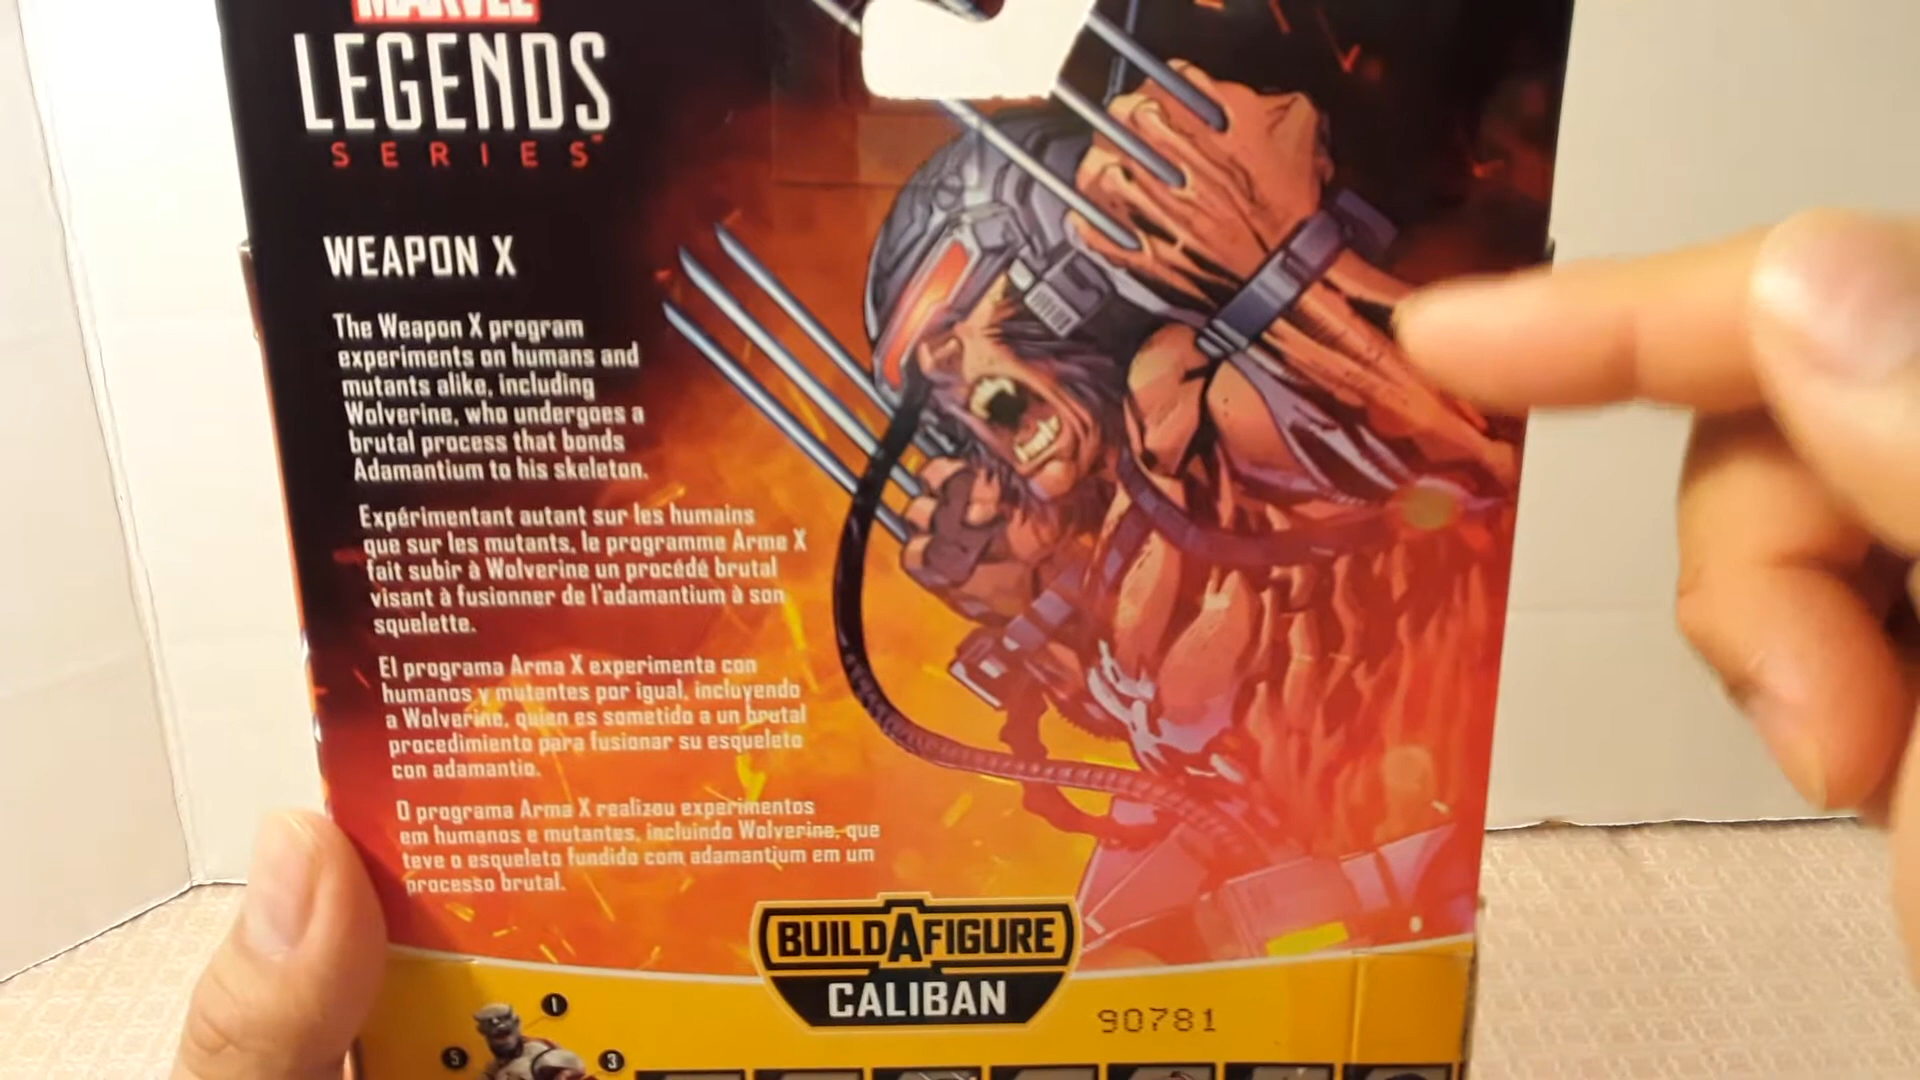 MARVEL
LEGENDS
SERIES
WEAPON X
The Weapon X program
experiments on humans and
mutants alike, including
Wolverine, who undergoes a
brutal process that bonds
Adamantium to his skeleton.
Expérimentant autant sur les humains
que sur les mutants, le programme Arme X
fait subir à Wolverine un procédé brutal
visant à fusionner de l'adamantium à son
squelette.
El programa Arma X experimenta con
humanos y mutantes por igual, incluyendo
a Wolverine, quien es sometido a un brutal
procedimiento para fusionar su esqueleto
con adamantio.
O programa Arma X realizou experimentos
em humanos e mutantes, incluindo Wolverine, que
teve o esqueleto fundido com adamantium em um
processo brutal.
BUILDAFIGURE
CALIBAN
90781
1
5
3